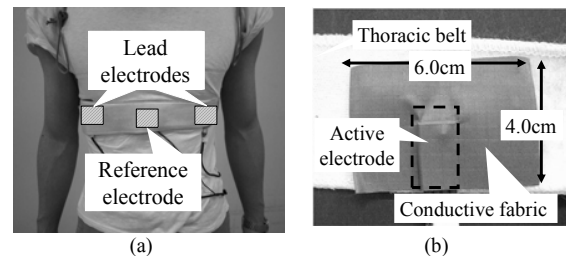 Lead
electrodes
Reference
electrode
(a)
Thoracic belt
6.0cm
4.0cm
Active
electrode
Conductive fabric
(b)